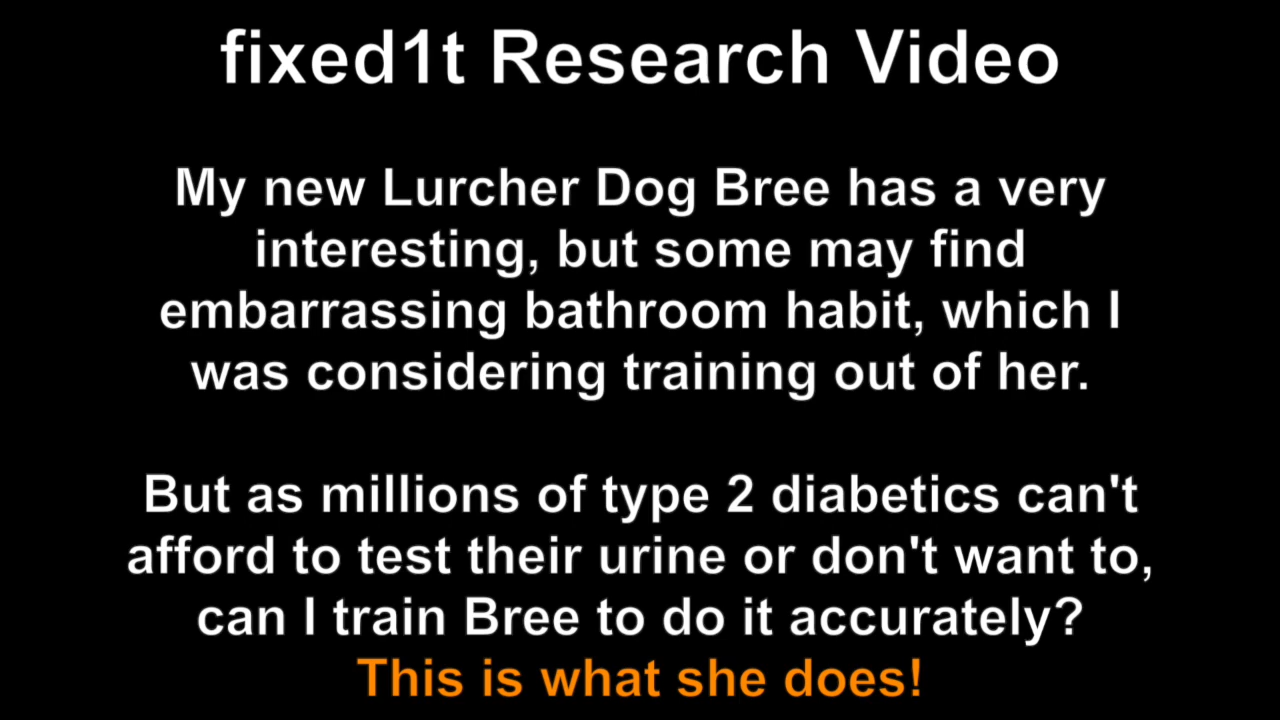 fixed1t Research Video
My new Lurcher Dog Bree has a very
interesting, but some may find
embarrassing bathroom habit, which I
was considering training out of her.
But as millions of type 2 diabetics can't
afford to test their urine or don't want to,
can I train Bree to do it accurately?
This is what she does!